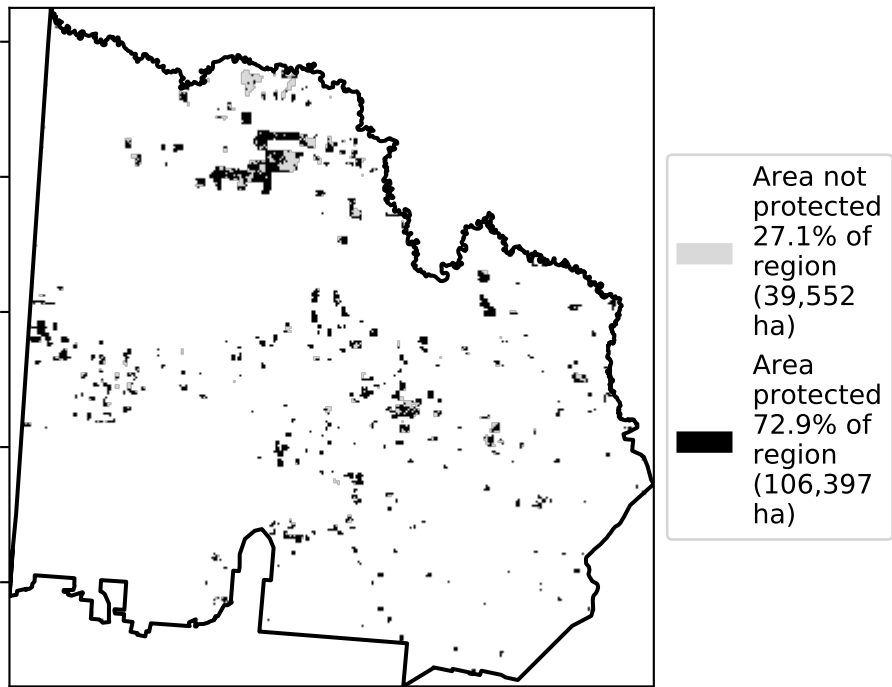 Area not
protected
27.1% of
region
(39,552
ha)
Area
protected
72.9% of
region
(106,397
ha)